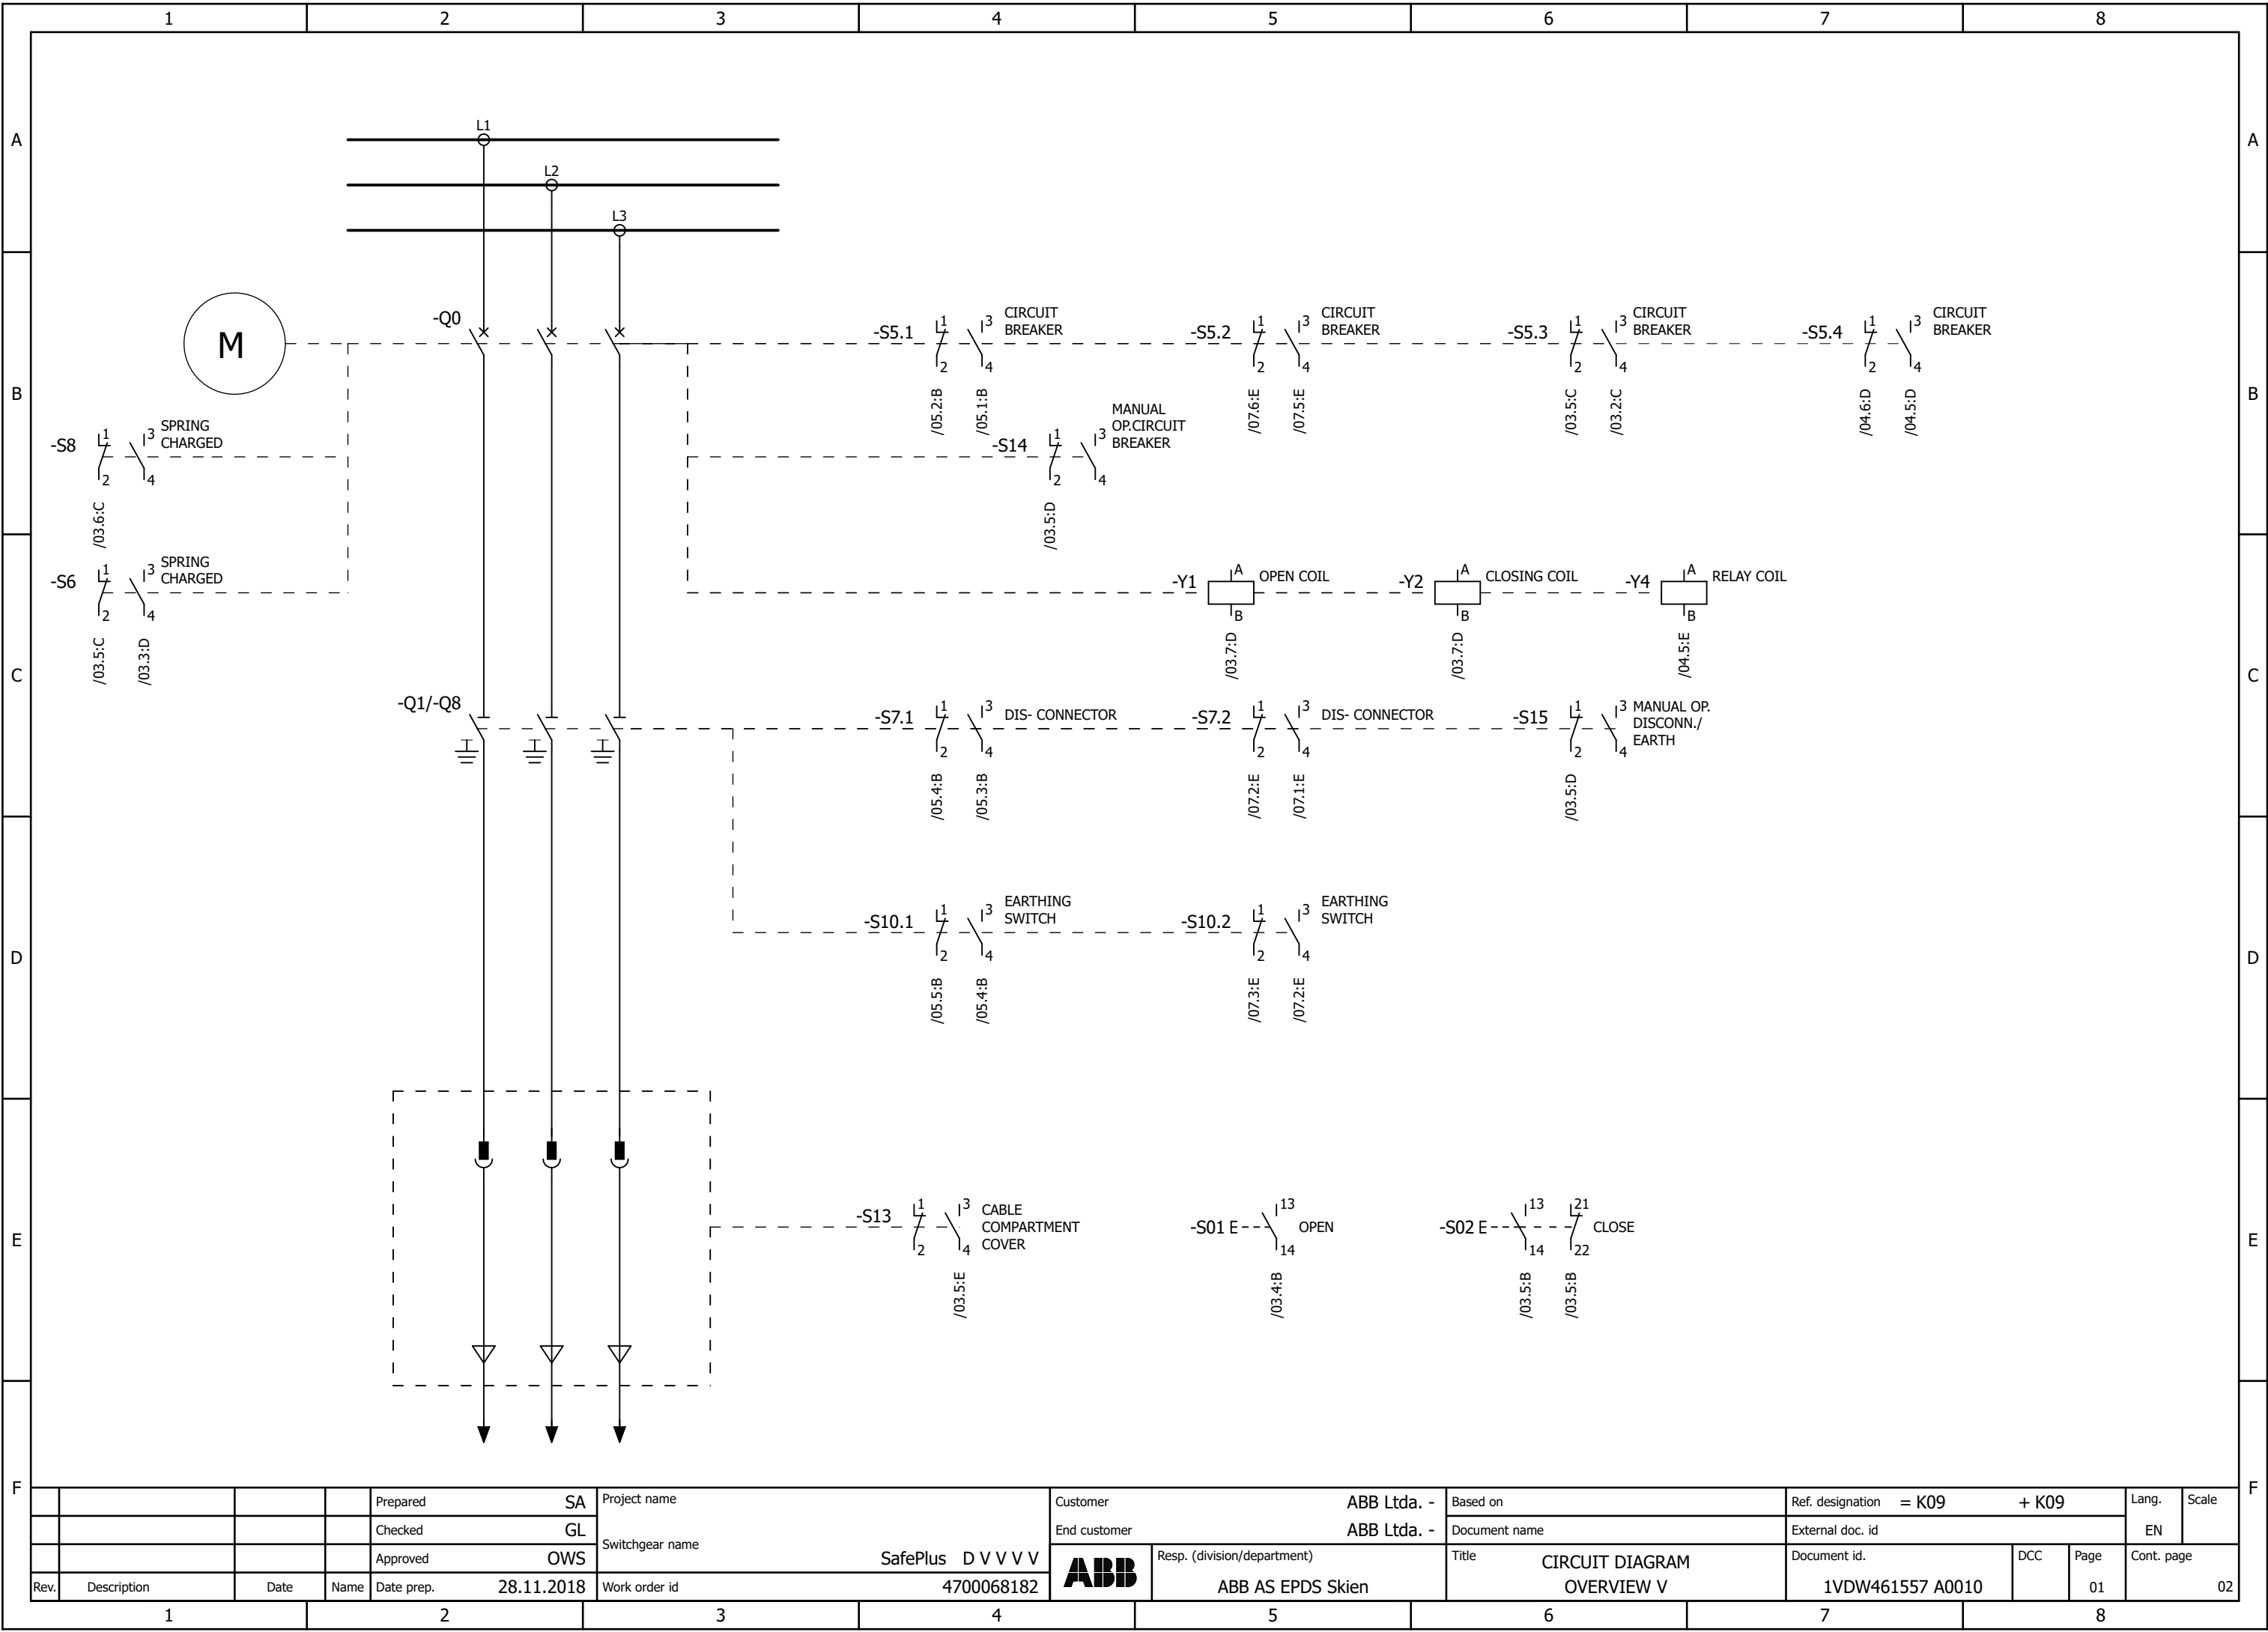 1 2 3 4 5 6 7 8
A A
L1
L2
L3
M
-Q0
-S5.1 1 2 3 4 CIRCUIT
BREAKER
/05.2:B /05.1:B
-S5.2 1 2 3 4 CIRCUIT
BREAKER
/07.6:E /07.5:E
-S5.3 1 2 3 4 CIRCUIT
BREAKER
/03.5:C /03.2:C
-S5.4 1 2 3 4 CIRCUIT
BREAKER
/04.6:D /04.5:D
B B
-S8 1 2 3 4 SPRING
CHARGED
/03.6:C
-S14 1 2 3 4 MANUAL
OP.CIRCUIT
BREAKER
/03.5:D
-S6 1 2 3 4 SPRING
CHARGED
/03.5:C /03.3:D
-Y1 A B OPEN COIL
/03.7:D
-Y2 A B CLOSING COIL
/03.7:D
-Y4 A B RELAY COIL
/04.5:E
C C
-Q1/-Q8
-S7.1 1 2 3 4 DIS- CONNECTOR
/05.4:B /05.3:B
-S7.2 1 2 3 4 DIS- CONNECTOR
/07.2:E /07.1:E
-S15 1 2 3 4 MANUAL OP.
DISCONN./
EARTH
/03.5:D
-S10.1 1 2 3 4 EARTHING
SWITCH
/05.5:B /05.4:B
-S10.2 1 2 3 4 EARTHING
SWITCH
/07.3:E /07.2:E
D D
-S13 1 2 3 4 CABLE
COMPARTMENT
COVER
/03.5:E
-S01 E 13 14 OPEN
/03.4:B
-S02 E 13 14 21 22 CLOSE
/03.5:B /03.5:B
E E
F F
Rev. Description Date Name
Prepared SA
Checked GL
Approved OWS
Date prep. 28.11.2018
Project name
Switchgear name
SafePlus D V V V V
Work order id 4700068182
Customer ABB Ltda. -
End customer ABB Ltda. -
ABB
Resp. (division/department)
ABB AS EPDS Skien
Based on
Document name
Title CIRCUIT DIAGRAM
OVERVIEW V
Ref. designation = K09 + K09
External doc. id
Document id.
1VDW461557 A0010
DCC
Page
01
Lang.
EN
Scale
Cont. page
02
1 2 3 4 5 6 7 8